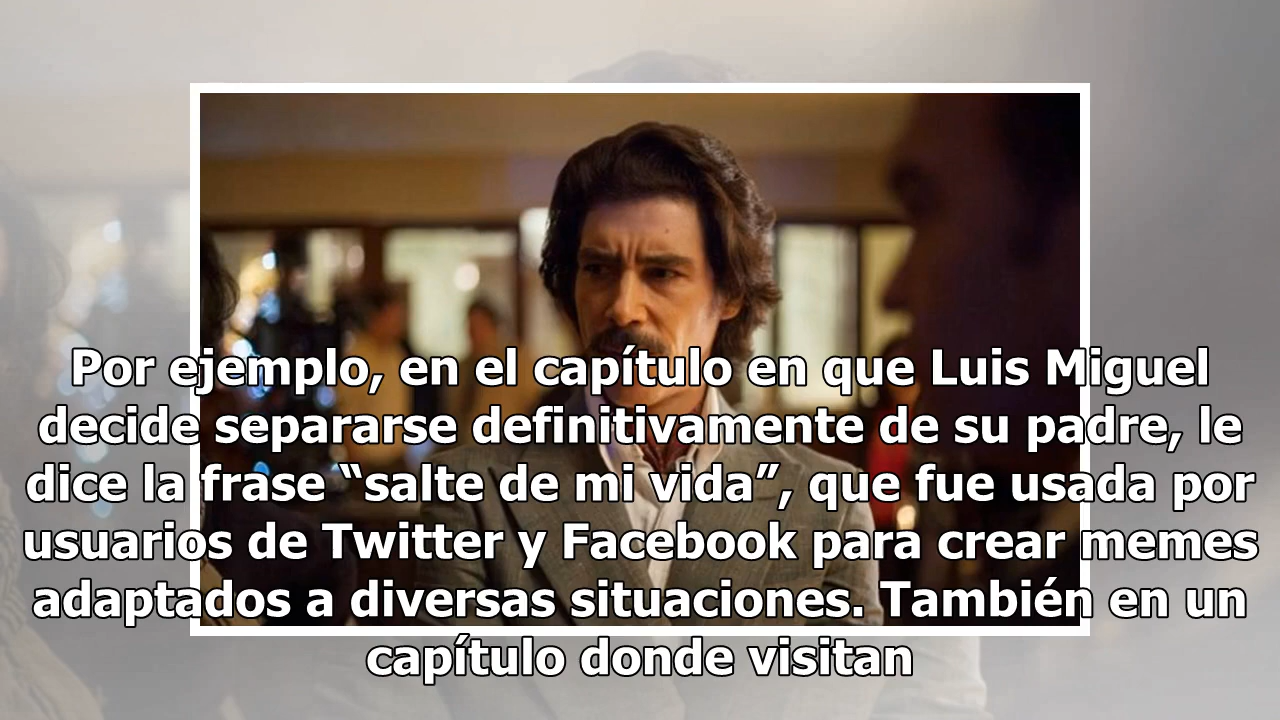 Por ejemplo, en el capítulo en que Luis Miguel
decide separarse definitivamente de su padre, le
dice la frase “salte de mi vida”, que fue usada por
usuarios de Twitter y Facebook para crear memes
adaptados a diversas situaciones. También en un
capítulo donde visitan